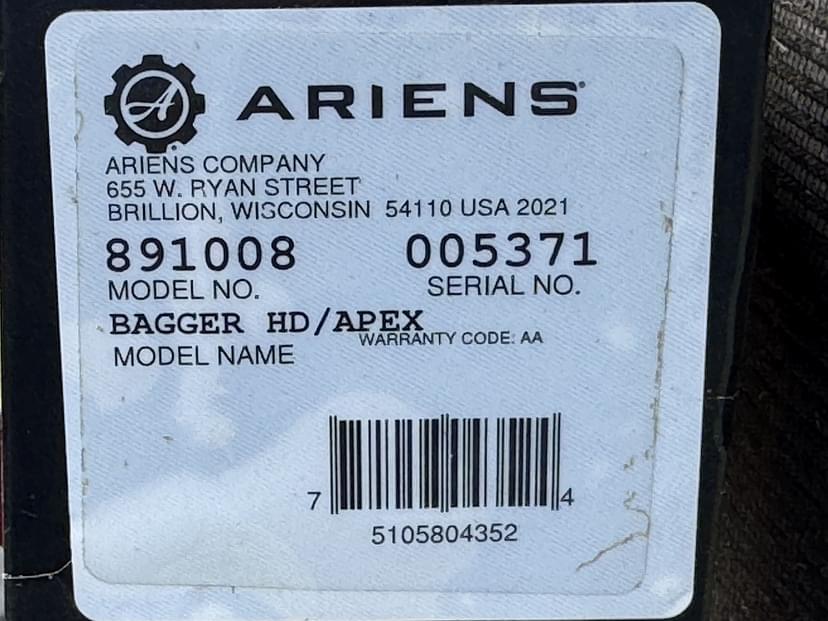 A ARIENS
ARIENS COMPANY
655 W. RYAN STREET
BRILLION, WISCONSIN 54110 USA 2021
891008 005371
MODEL NO. SERIAL NO.
BAGGER HD/APEX
WARRANTY CODE: AA
MODEL NAME
7 4
5105804352